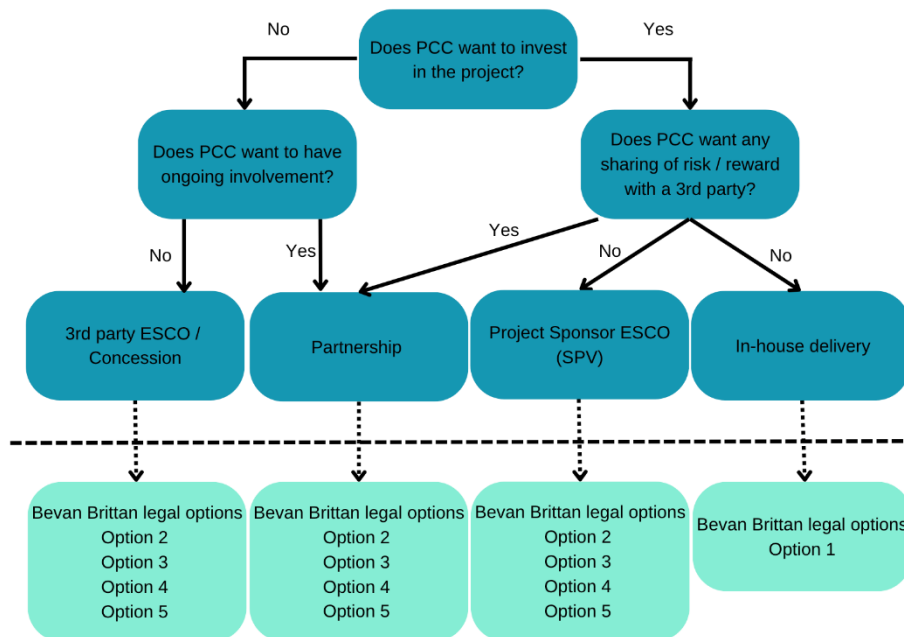 No
Does PCC want to invest
in the project?
Yes
Does PCC want to have
ongoing involvement?
Does PCC want any
sharing of risk / reward
with a 3rd party?
No
Yes
Yes
No
No
3rd party ESCO /
Concession
Partnership
Project Sponsor ESCO
(SPV)
In-house delivery
Bevan Brittan legal options
Option 2
Option 3
Option 4
Option 5
Bevan Brittan legal options
Option 2
Option 3
Option 4
Option 5
Bevan Brittan legal options
Option 2
Option 3
Option 4
Option 5
Bevan Brittan legal options
Option 1